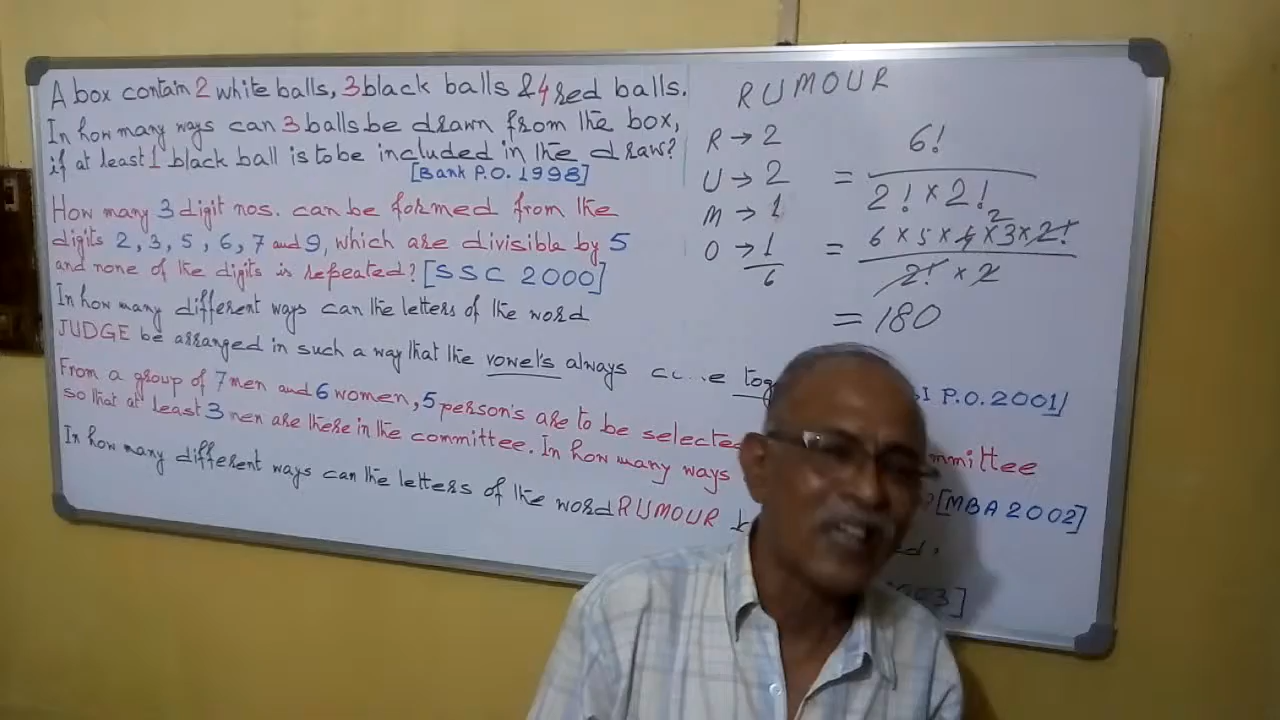 A box contain 2 white balls, 3 black balls & 4 red balls.
In how many ways can 3 balls be drawn from the box,
if at least 1 black ball is to be included in the draw?
[Bank P.O. 1998]
How many 3 digit nos. can be formed from the
digits 2, 3, 5, 6, 7 and 9, which are divisible by 5
and none of the digits is repeated? [SSC 2000]
In how many different ways can the letters of the word
JUDGE be arranged in such a way that the vowel's always tog
I P.O. 2001]
From a group of 7 men and 6 women, 5 person's are to be selected mmittee
so that at least 3 men are there in the committee. In how many ways
[MBA 2002]
In how many different ways can the letters of the word RUMOUR
RUMOUR
R → 2
U → 2
M → 1
O → 1
6
= 6! / 2! × 2!
= 6 × 5 × 4 × 3 × 2! / 2! × 2
2
= 180